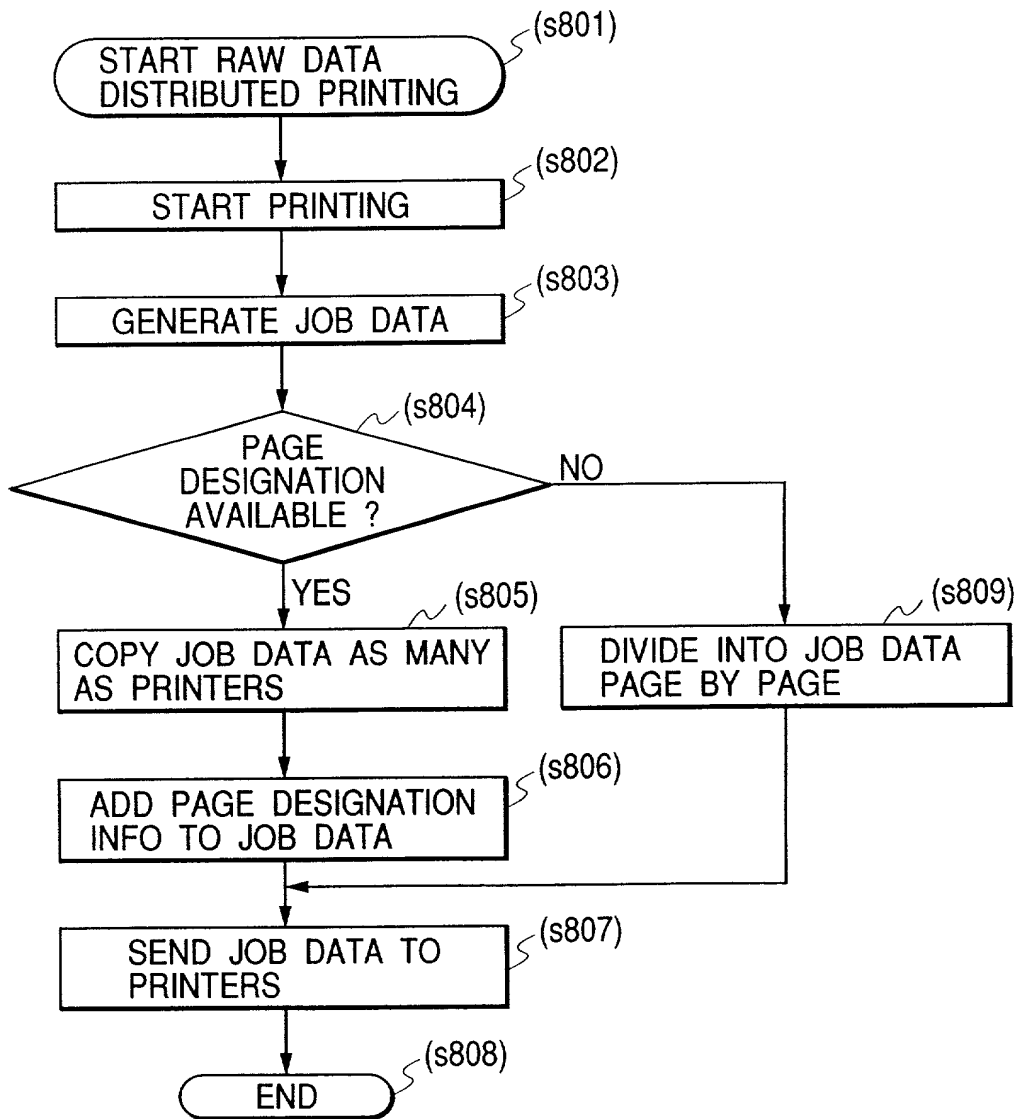 (s801)
START RAW DATA
DISTRIBUTED PRINTING
(s802)
START PRINTING
(s803)
GENERATE JOB DATA
(s804)
PAGE
DESIGNATION
AVAILABLE ?
NO
YES
(s805)
COPY JOB DATA AS MANY
AS PRINTERS
(s809)
DIVIDE INTO JOB DATA
PAGE BY PAGE
(s806)
ADD PAGE DESIGNATION
INFO TO JOB DATA
(s807)
SEND JOB DATA TO
PRINTERS
(s808)
END